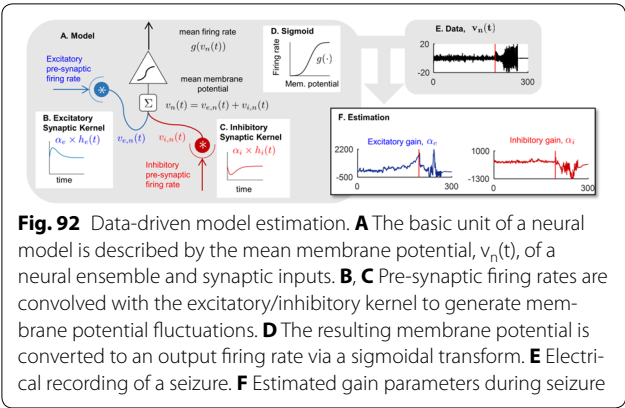 A. Model
mean firing rate
g(vₙ(t))
D. Sigmoid
Firing rate
g(·)
Mem. potential
E. Data, vₙ(t)
20
-20
0
300
Excitatory
pre-synaptic
firing rate
*
Σ
mean membrane
potential
vₙ(t) = vₑ,ₙ(t) + vᵢ,ₙ(t)
B. Excitatory
Synaptic Kernel
αₑ × hₑ(t)
time
vₑ,ₙ(t)
vᵢ,ₙ(t)
C. Inhibitory
Synaptic Kernel
αᵢ × hᵢ(t)
time
*
Inhibitory
pre-synaptic
firing rate
F. Estimation
Excitatory gain, αₑ
2200
-500
0
300
Inhibitory gain, αᵢ
1000
-1300
0
300
Fig. 92 Data-driven model estimation. A The basic unit of a neural
model is described by the mean membrane potential, vₙ(t), of a
neural ensemble and synaptic inputs. B, C Pre-synaptic firing rates are
convolved with the excitatory/inhibitory kernel to generate mem-
brane potential fluctuations. D The resulting membrane potential is
converted to an output firing rate via a sigmoidal transform. E Electri-
cal recording of a seizure. F Estimated gain parameters during seizure